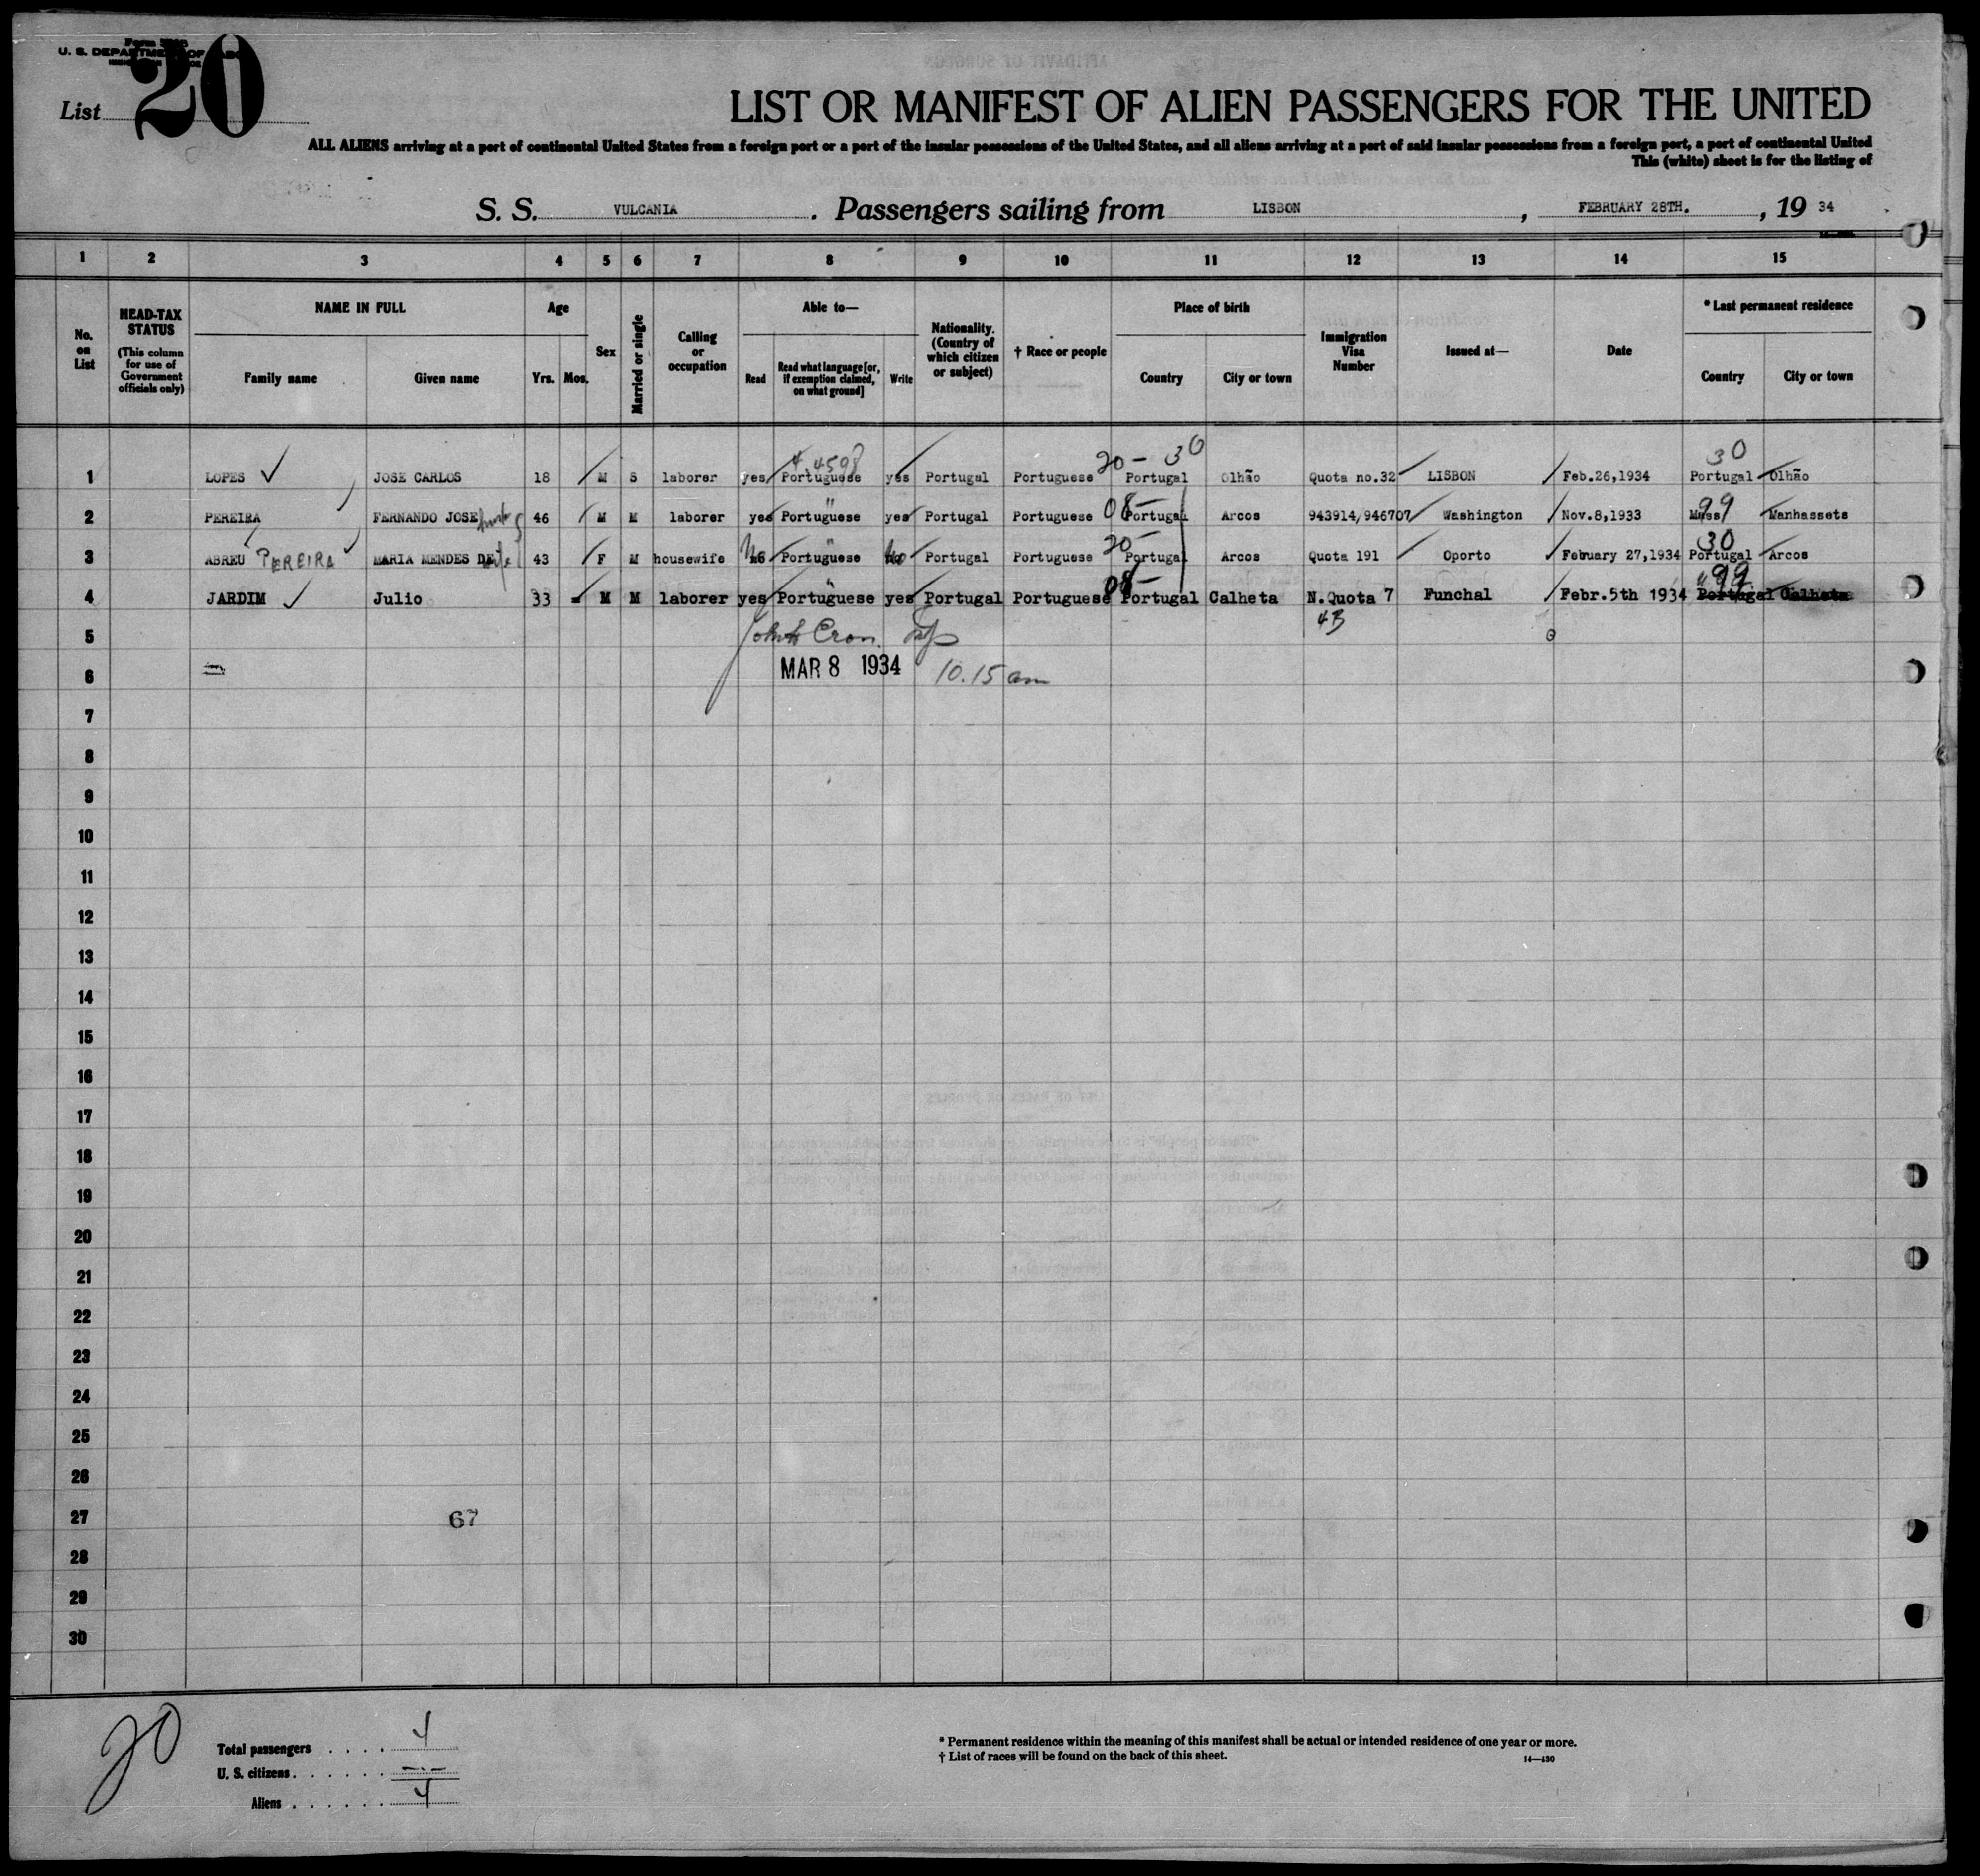 Form
U. S. DEPARTMENT OF
List 20
LIST OR MANIFEST OF ALIEN PASSENGERS FOR THE UNITED
ALL ALIENS arriving at a port of continental United States from a foreign port or a port of the insular possessions of the United States, and all aliens arriving at a port of said insular possessions from a foreign port, a port of continental United
This (white) sheet is for the listing of
S. S. VULCANIA. Passengers sailing from LISBON, FEBRUARY 28TH., 19 34
1 2 3 4 5 6 7 8 9 10 11 12 13 14 15
No. on List
HEAD-TAX STATUS (This column for use of Government officials only)
NAME IN FULL Family name Given name
Age Yrs. Mos.
Sex
Married or single
Calling or occupation
Able to— Read Read what language [or, if exemption claimed, on what ground] Write
Nationality. (Country of which citizen or subject)
† Race or people
Place of birth Country City or town
Immigration Visa Number
Issued at—
Date
* Last permanent residence Country City or town
4.4598 20- 30 30
1 LOPES JOSE CARLOS 18 M S laborer yes Portuguese yes Portugal Portuguese Portugal Olhão Quota no.32 LISBON Feb.26,1934 Portugal Olhão
08- 99
2 PEREIRA FERNANDO JOSE 46 M M laborer yes Portuguese yes Portugal Portuguese Portugal Arcos 943914/946707 Washington Nov.8,1933 Mass Manhassets
20- 30
3 ABREU PEREIRA MARIA MENDES DE wife 43 F M housewife No Portuguese No Portugal Portuguese Portugal Arcos Quota 191 Oporto Febuary 27,1934 Portugal Arcos
08- 99
4 JARDIM Julio 33 - M M laborer yes Portuguese yes Portugal Portuguese Portugal Calheta N.Quota 7 Funchal Febr.5th 1934 Portugal Calheta
43
5 John Cron
6 MAR 8 1934 10.15 am
7
8
9
10
11
12
13
14
15
16
17
18
19
20
21
22
23
24
25
26
27 67
28
29
30
20
Total passengers . . . . 4
U. S. citizens . . . . . . -.-
Aliens . . . . . . 4
* Permanent residence within the meaning of this manifest shall be actual or intended residence of one year or more.
† List of races will be found on the back of this sheet. 14—430